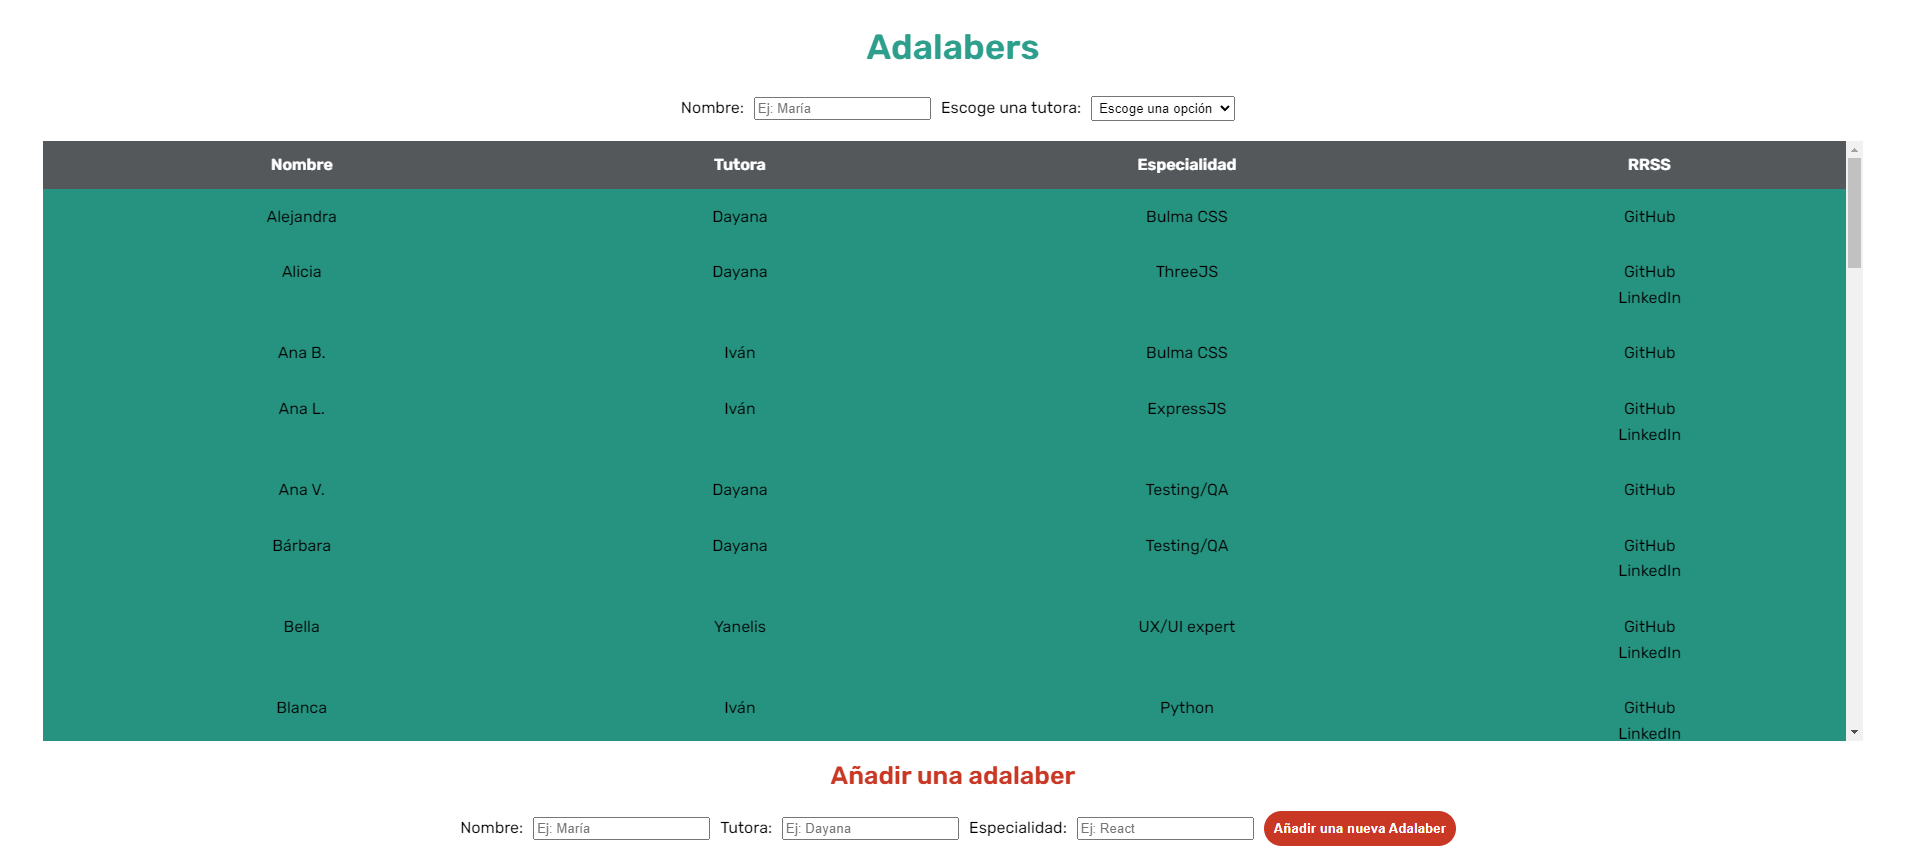 Adalabers
Nombre: Ej: María Escoge una tutora: Escoge una opción
Nombre Tutora Especialidad RRSS
Alejandra Dayana Bulma CSS GitHub
Alicia Dayana ThreeJS GitHub
LinkedIn
Ana B. Iván Bulma CSS GitHub
Ana L. Iván ExpressJS GitHub
LinkedIn
Ana V. Dayana Testing/QA GitHub
Bárbara Dayana Testing/QA GitHub
LinkedIn
Bella Yanelis UX/UI expert GitHub
LinkedIn
Blanca Iván Python GitHub
LinkedIn
Añadir una adalaber
Nombre: Ej: María Tutora: Ej: Dayana Especialidad: Ej: React Añadir una nueva Adalaber